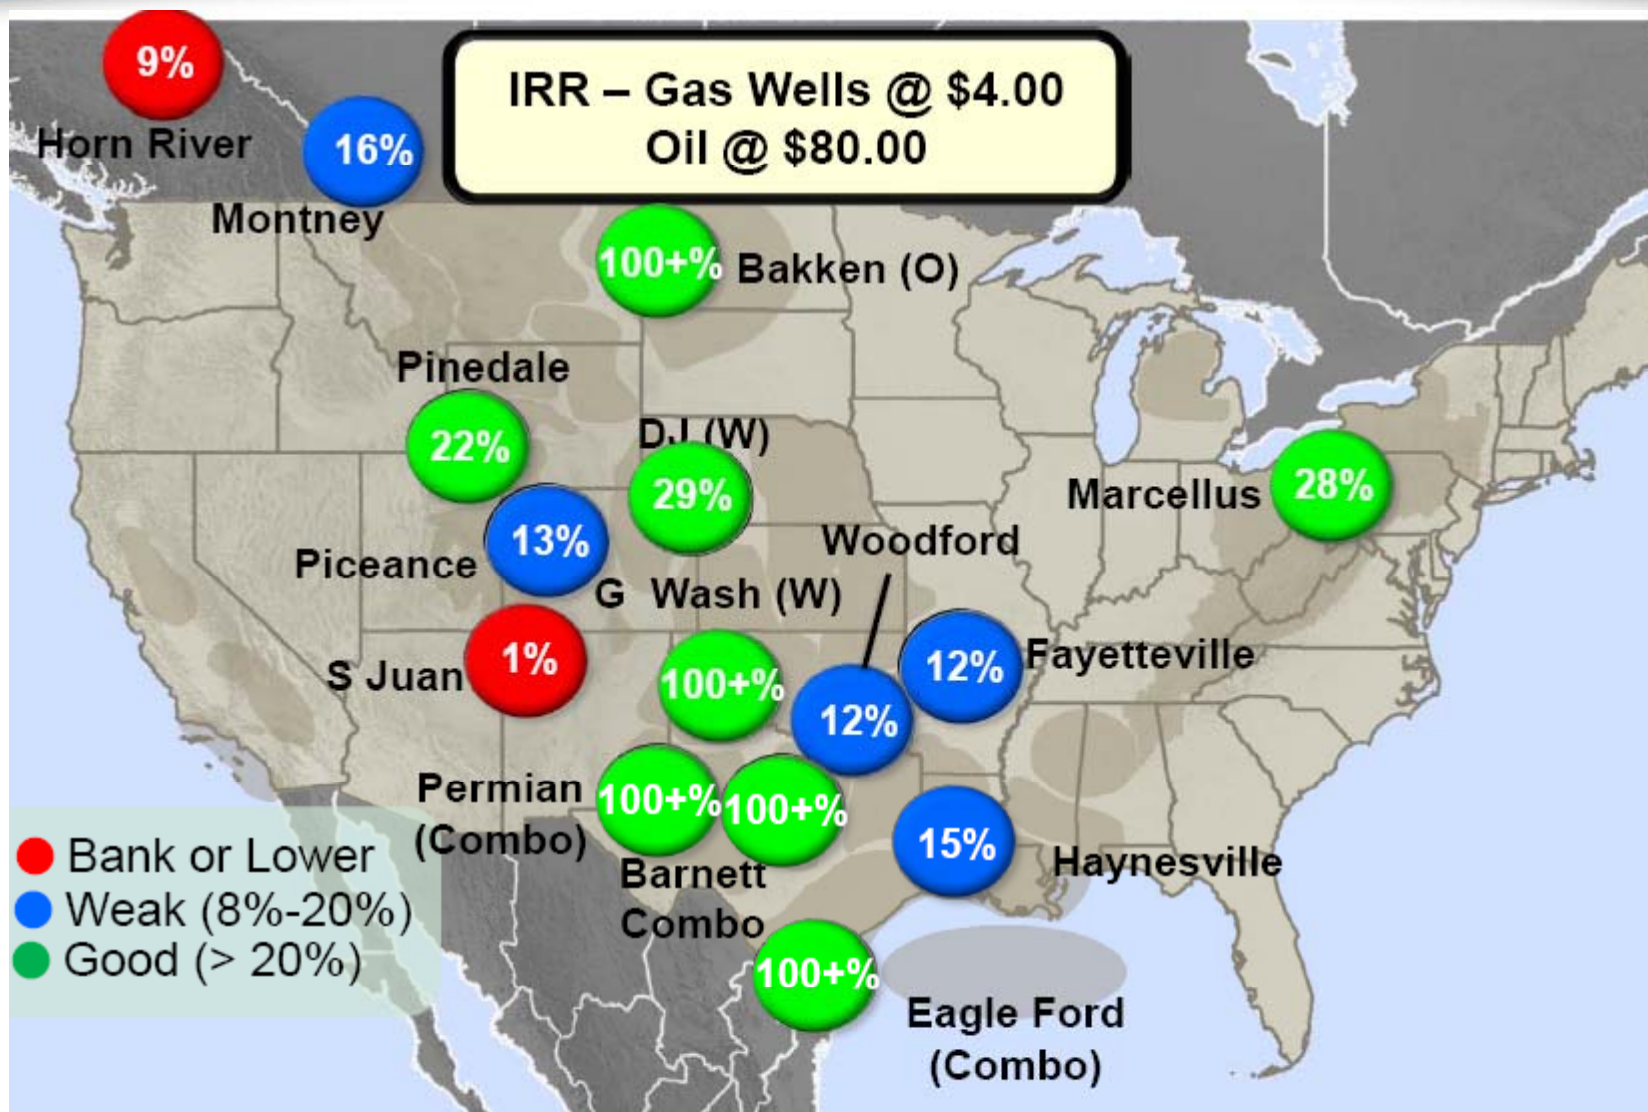 IRR – Gas Wells @ $4.00
Oil @ $80.00
9%
Horn River
16%
Montney
100+%
Bakken (O)
Pinedale
22%
DJ (W)
29%
Marcellus
28%
Piceance
13%
Woodford
G Wash (W)
S Juan
1%
100+%
12%
12%
Fayetteville
Permian
(Combo)
100+%
100+%
Barnett
Combo
15%
Haynesville
100+%
Eagle Ford
(Combo)
Bank or Lower
Weak (8%-20%)
Good (> 20%)